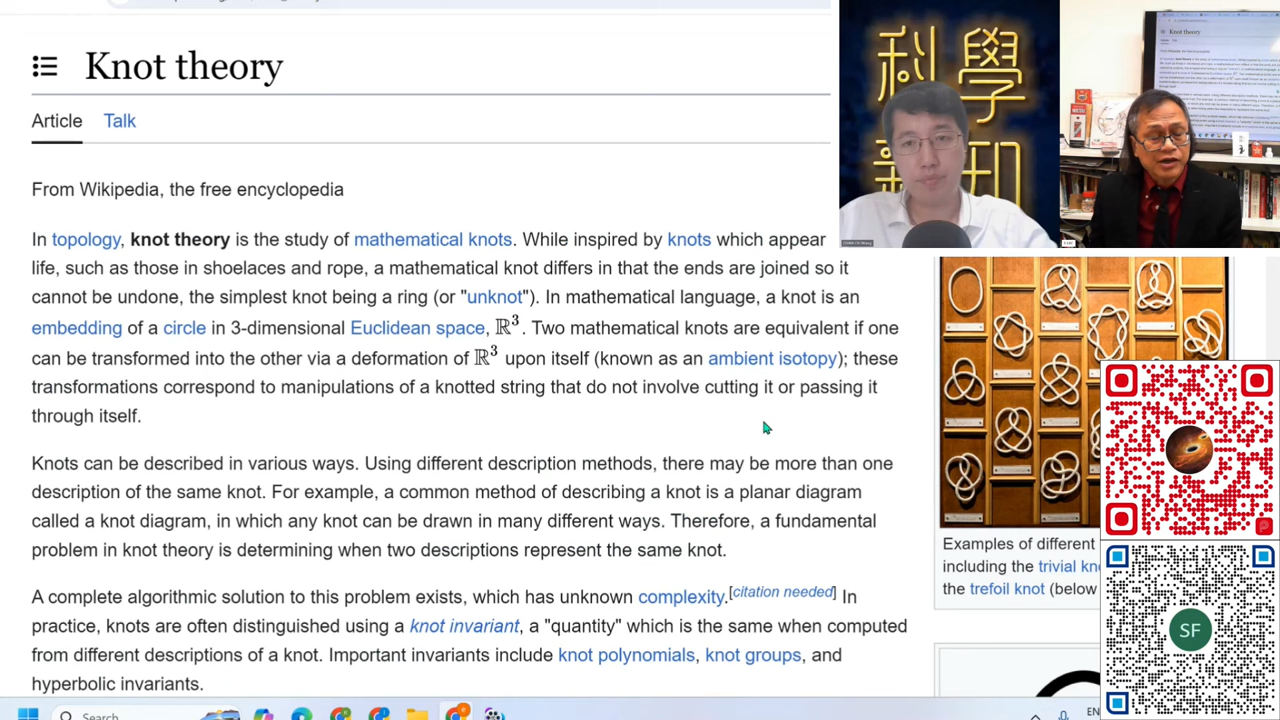 Knot theory
Article Talk
From Wikipedia, the free encyclopedia
In topology, knot theory is the study of mathematical knots. While inspired by knots which appear
life, such as those in shoelaces and rope, a mathematical knot differs in that the ends are joined so it
cannot be undone, the simplest knot being a ring (or "unknot"). In mathematical language, a knot is an
embedding of a circle in 3-dimensional Euclidean space, ℝ³. Two mathematical knots are equivalent if one
can be transformed into the other via a deformation of ℝ³ upon itself (known as an ambient isotopy); these
transformations correspond to manipulations of a knotted string that do not involve cutting it or passing it
through itself.
Knots can be described in various ways. Using different description methods, there may be more than one
description of the same knot. For example, a common method of describing a knot is a planar diagram
called a knot diagram, in which any knot can be drawn in many different ways. Therefore, a fundamental
problem in knot theory is determining when two descriptions represent the same knot.
A complete algorithmic solution to this problem exists, which has unknown complexity.[citation needed] In
practice, knots are often distinguished using a knot invariant, a "quantity" which is the same when computed
from different descriptions of a knot. Important invariants include knot polynomials, knot groups, and
hyperbolic invariants.
科學
新知
Knot theory
Examples of different
including the trivial kn
the trefoil knot (below
SF
Search
EN